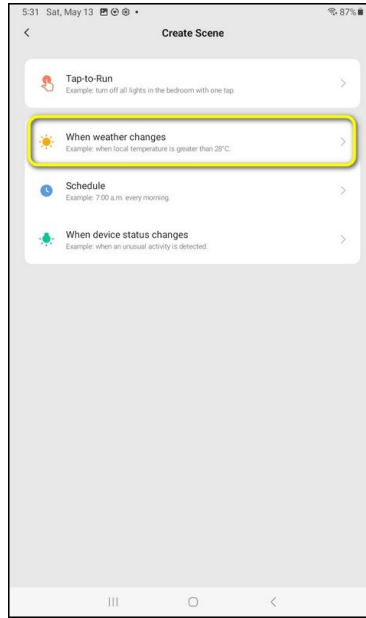 5:31 Sat, May 13 87%
Create Scene
Tap-to-Run
Example: turn off all lights in the bedroom with one tap.
When weather changes
Example: when local temperature is greater than 28°C.
Schedule
Example: 7:00 a.m. every morning.
When device status changes
Example: when an unusual activity is detected.